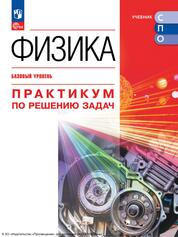 УЧЕБНИК
СПО
ФИЗИКА
БАЗОВЫЙ УРОВЕНЬ
ПРАКТИКУМ
ПО РЕШЕНИЮ ЗАДАЧ